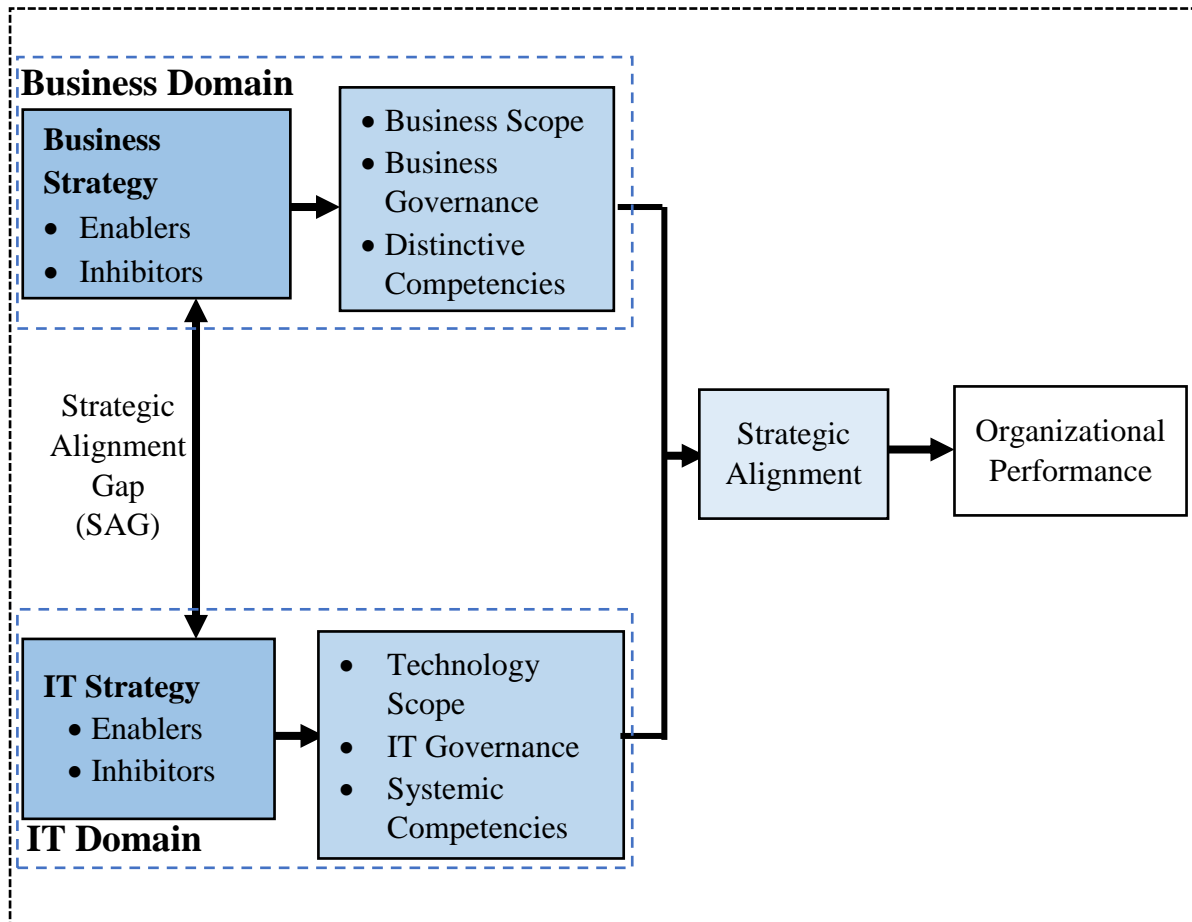 Business Domain
Business
Strategy
• Enablers
• Inhibitors
• Business Scope
• Business
Governance
• Distinctive
Competencies
Strategic
Alignment
Gap
(SAG)
Strategic
Alignment
Organizational
Performance
IT Strategy
• Enablers
• Inhibitors
IT Domain
• Technology
Scope
• IT Governance
• Systemic
Competencies